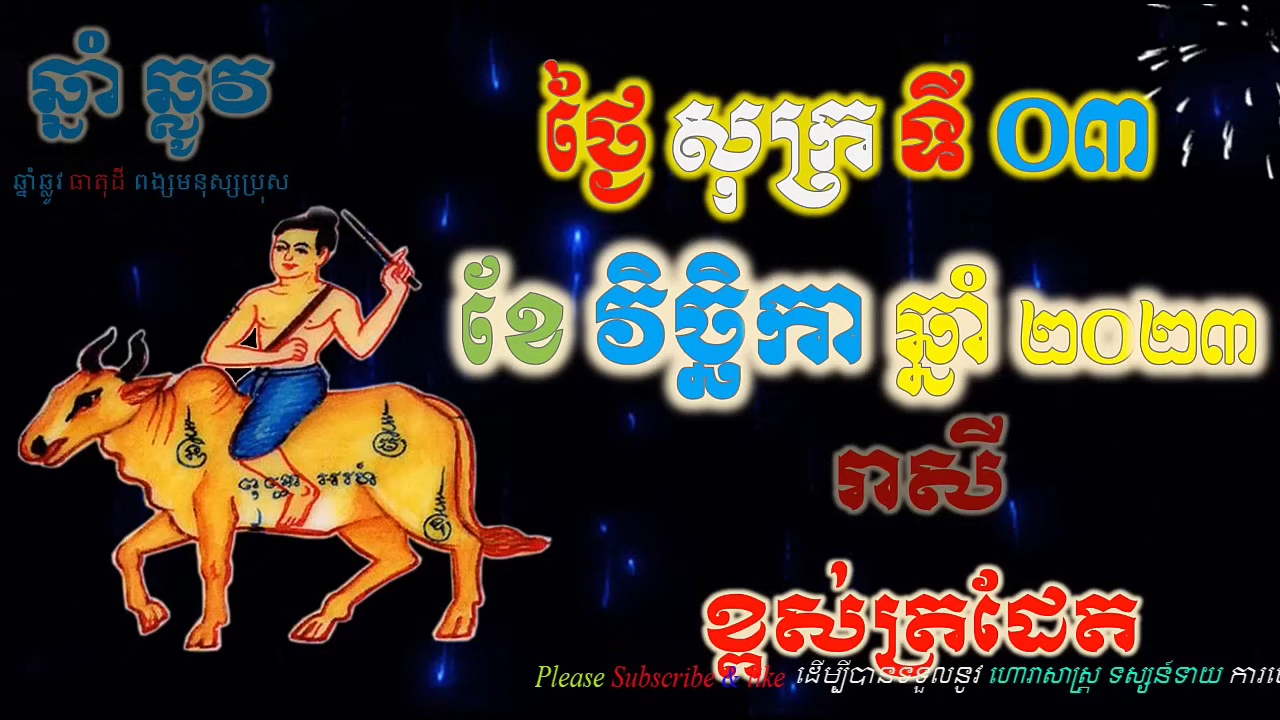 ឆ្នាំ ឆ្លូវ
ឆ្នាំឆ្លូវ ធាតុដី ពង្សមនុស្សប្រុស
ថ្ងៃ សុក្រ ទី ០៣
ខែ វិច្ឆិកា ឆ្នាំ ២០២៣
រាសី
ខ្ពស់ត្រដែត
Please Subscribe & like ដើម្បីបានទទួលនូវ ហោរាសាស្ត្រ ទស្សន៍ទាយ